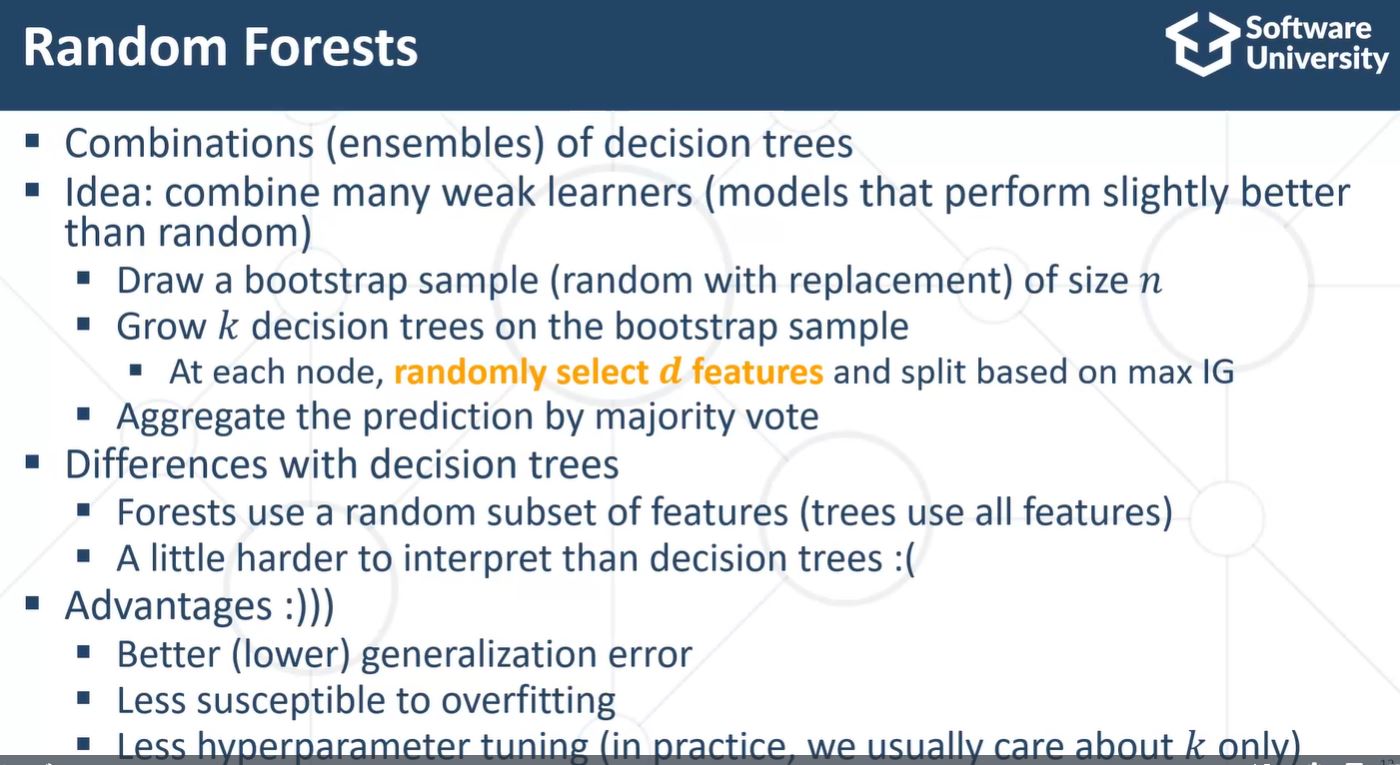 Random Forests
Software
University
▪ Combinations (ensembles) of decision trees
▪ Idea: combine many weak learners (models that perform slightly better
than random)
▪ Draw a bootstrap sample (random with replacement) of size n
▪ Grow k decision trees on the bootstrap sample
▪ At each node, randomly select d features and split based on max IG
▪ Aggregate the prediction by majority vote
▪ Differences with decision trees
▪ Forests use a random subset of features (trees use all features)
▪ A little harder to interpret than decision trees :(
▪ Advantages :)))
▪ Better (lower) generalization error
▪ Less susceptible to overfitting
▪ Less hyperparameter tuning (in practice, we usually care about k only)